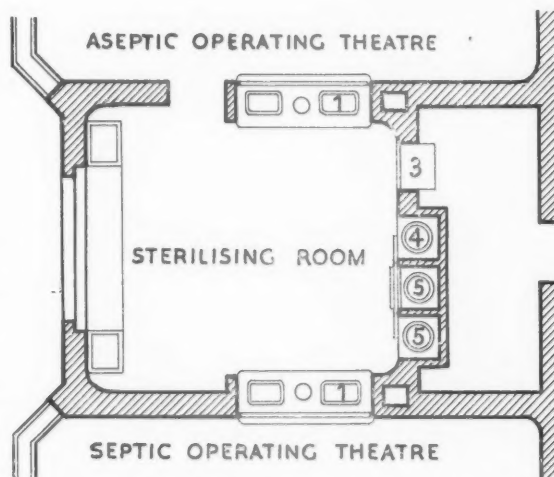 ASEPTIC OPERATING THEATRE
1
3
4
STERILISING ROOM
5
5
1
SEPTIC OPERATING THEATRE